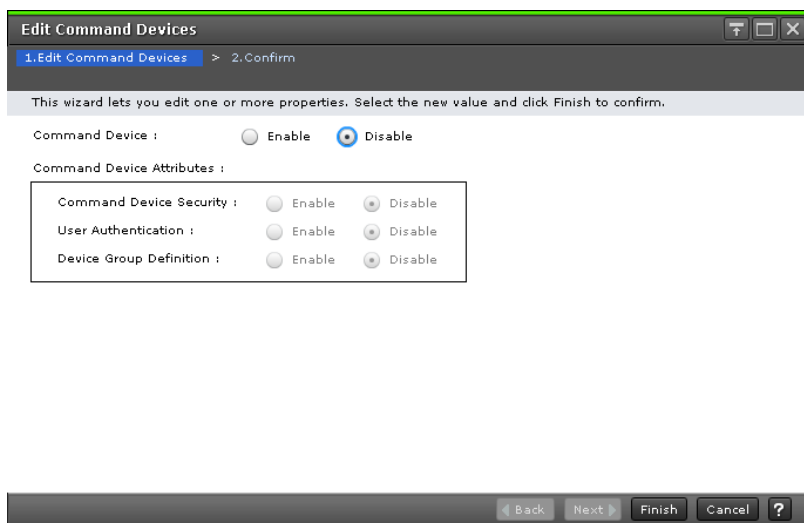 Edit Command Devices
1.Edit Command Devices > 2.Confirm
This wizard lets you edit one or more properties. Select the new value and click Finish to confirm.
Command Device : Enable Disable
Command Device Attributes :
Command Device Security : Enable Disable
User Authentication : Enable Disable
Device Group Definition : Enable Disable
Back Next Finish Cancel ?